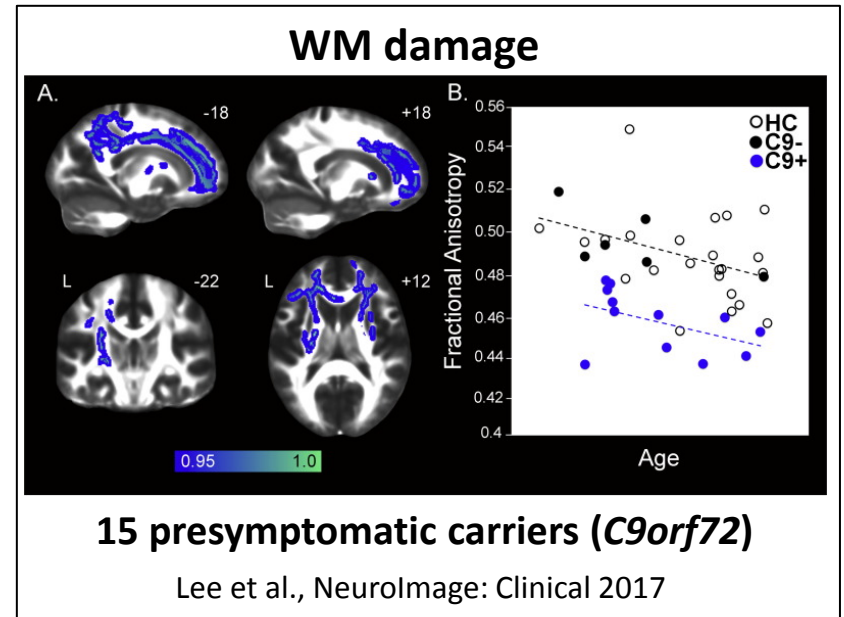 WM damage
A.
-18
+18
L
-22
L
+12
0.95
1.0
B.
0.56
0.54
0.52
0.50
0.48
0.46
0.44
0.42
0.4
Fractional Anisotropy
Age
HC
C9-
C9+
15 presymptomatic carriers (C9orf72)
Lee et al., NeuroImage: Clinical 2017